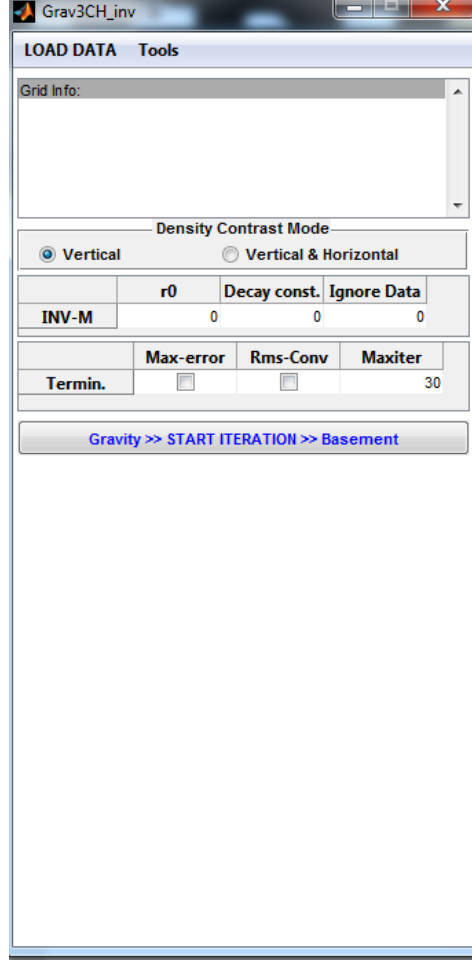 Grav3CH_inv
LOAD DATA Tools
Grid Info:
Density Contrast Mode
Vertical Vertical & Horizontal
r0 Decay const. Ignore Data
INV-M 0 0 0
Max-error Rms-Conv Maxiter
Termin. 30
Gravity >> START ITERATION >> Basement